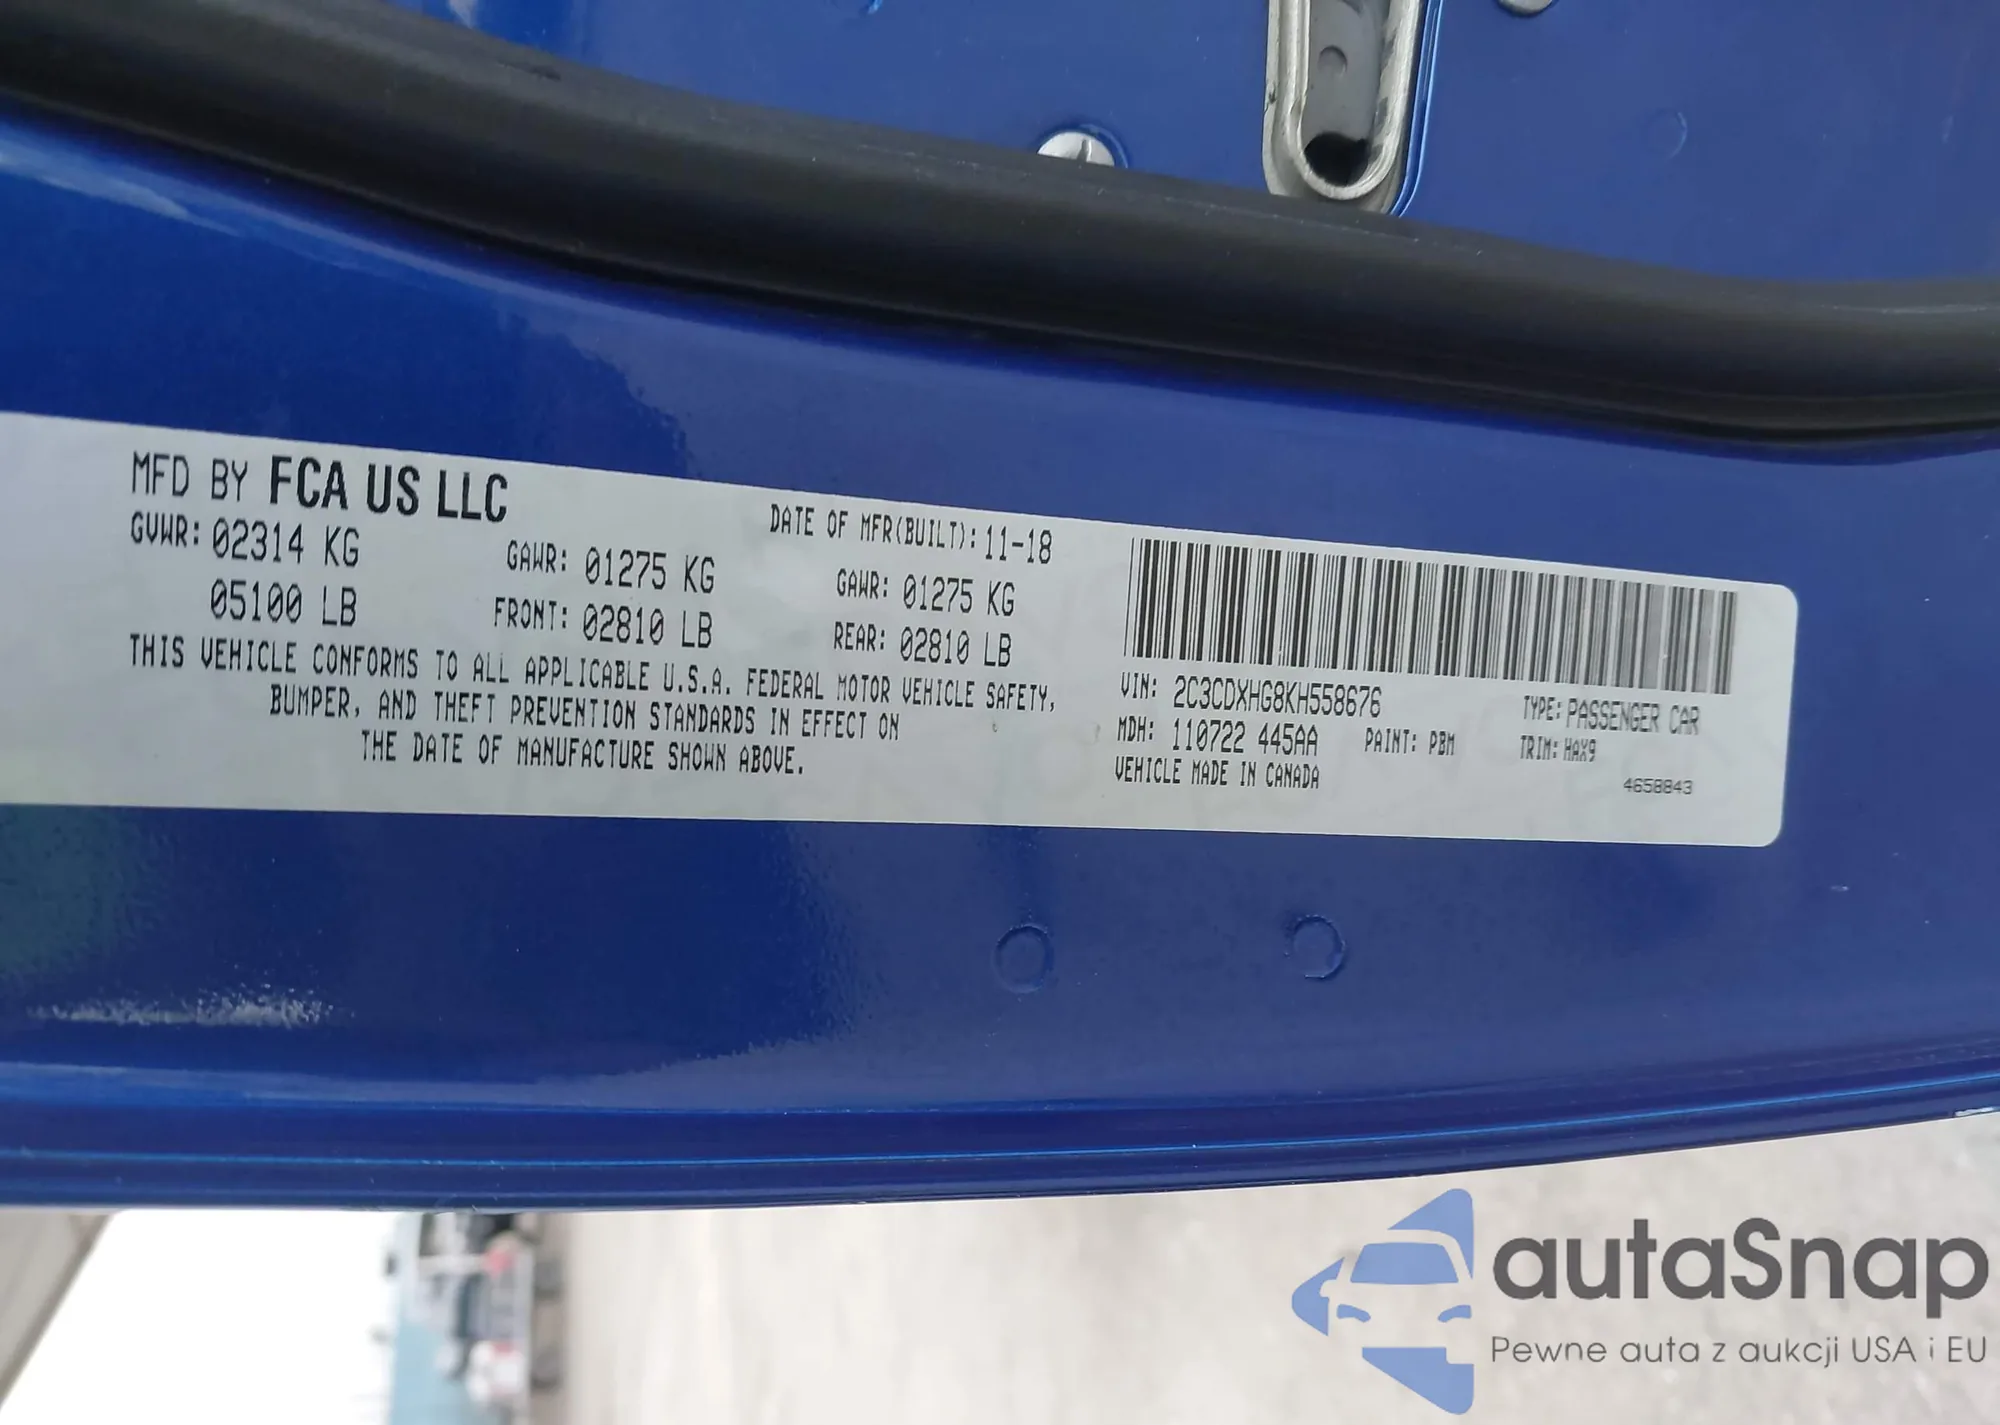 MFD BY FCA US LLC
DATE OF MFR(BUILT): 11-18
GVWR: 02314 KG
05100 LB
GAWR: 01275 KG
FRONT: 02810 LB
GAWR: 01275 KG
REAR: 02810 LB
THIS VEHICLE CONFORMS TO ALL APPLICABLE U.S.A. FEDERAL MOTOR VEHICLE SAFETY,
BUMPER, AND THEFT PREVENTION STANDARDS IN EFFECT ON
THE DATE OF MANUFACTURE SHOWN ABOVE.
VIN: 2C3CDXHG8KH558676
TYPE: PASSENGER CAR
MDH: 110722 445AA
PAINT: PBM
TRIM: HAX9
VEHICLE MADE IN CANADA
4658843
autaSnap
Pewne auta z aukcji USA i EU